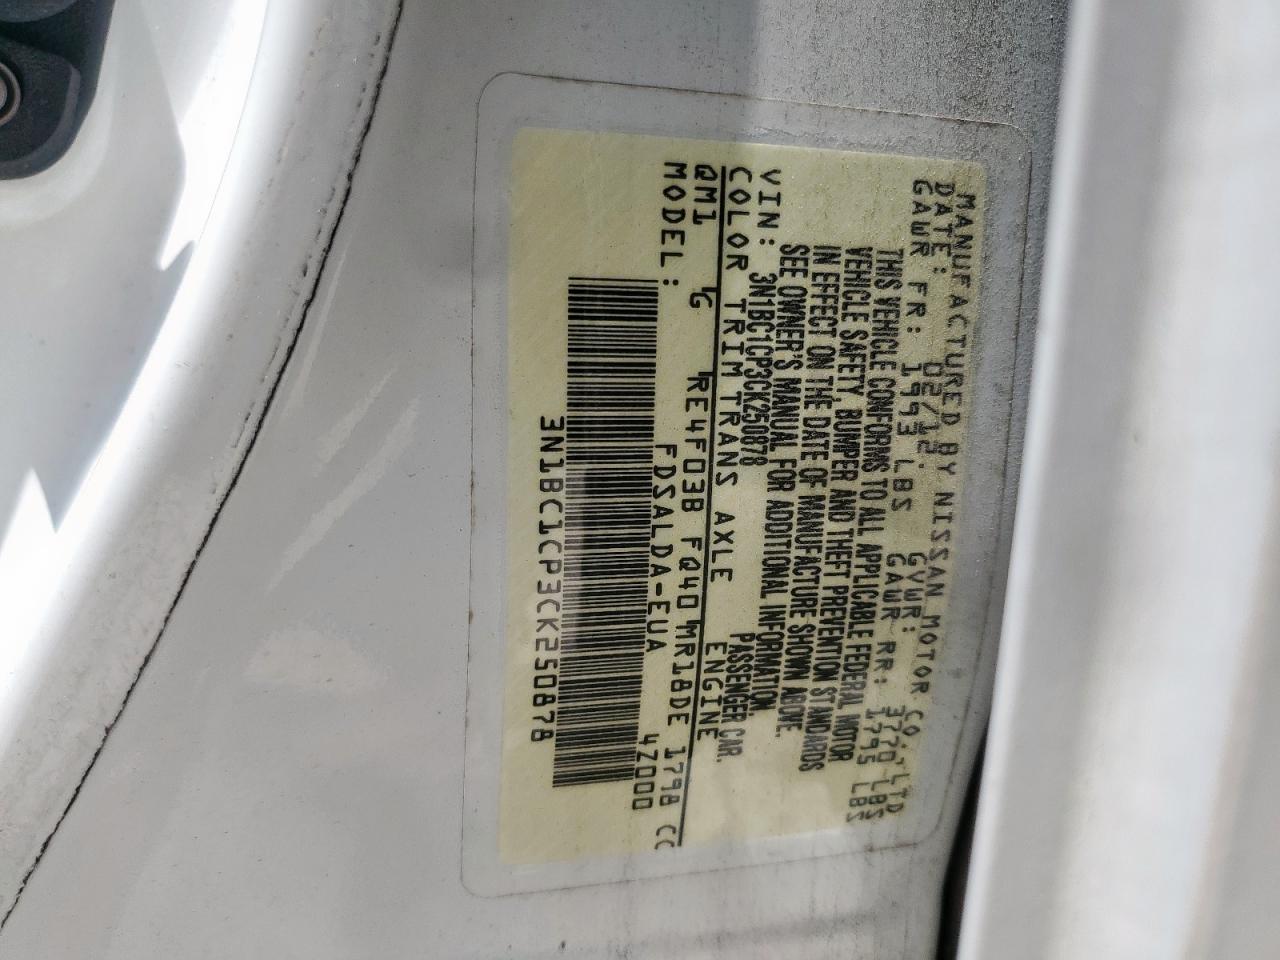 MANUFACTURED BY NISSAN MOTOR CO., LTD
DATE: 02/12. GVWR: 3770 LBS
GAWR FR: 1993 LBS GAWR RR: 1795 LBS
THIS VEHICLE CONFORMS TO ALL APPLICABLE FEDERAL MOTOR
VEHICLE SAFETY, BUMPER AND THEFT PREVENTION STANDARDS
IN EFFECT ON THE DATE OF MANUFACTURE SHOWN ABOVE.
SEE OWNER'S MANUAL FOR ADDITIONAL INFORMATION.
VIN: 3N1BC1CP3CK250878 PASSENGER CAR.
COLOR TRIM TRANS AXLE ENGINE
QM1 G RE4F03B FQ40 MR18DE 1798 CC
MODEL: FDSALDA-EUA 4Z000
3N1BC1CP3CK250878